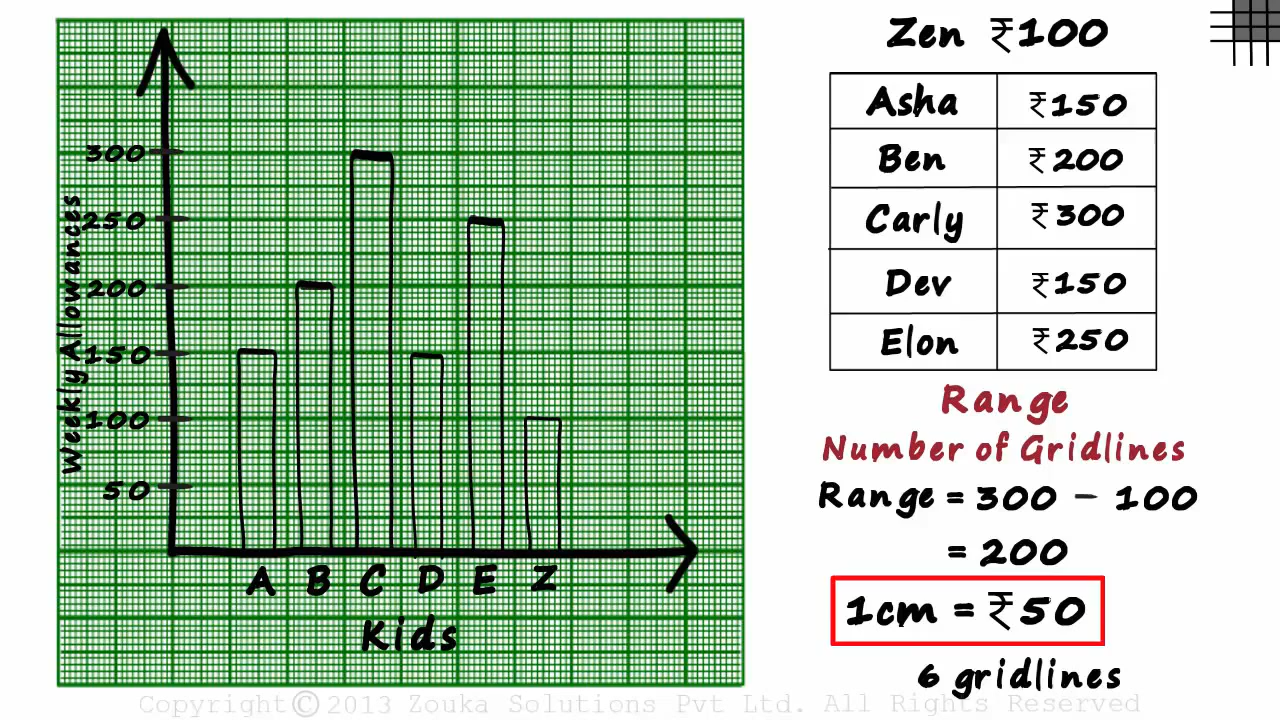 Zen ₹100
Asha ₹150
Ben ₹200
Carly ₹300
Dev ₹150
Elon ₹250
Range
Number of Gridlines
Range = 300 - 100
= 200
1cm = ₹50
6 gridlines
Weekly Allowances
300
250
200
150
100
50
A B C D E Z
Kids
Copyright© 2013 Zouka Solutions Pvt Ltd. All Rights Reserved